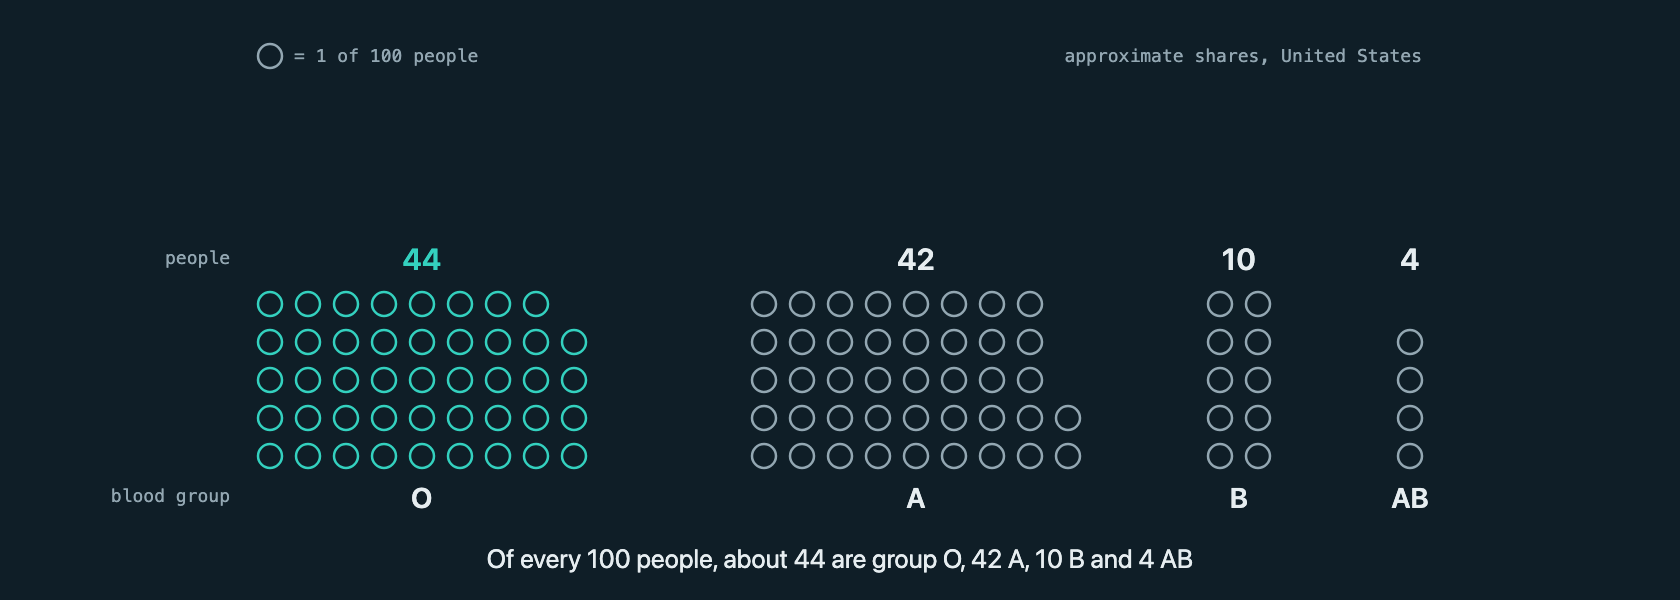 = 1 of 100 people
approximate shares, United States
people 44 42 10 4
blood group O A B AB
Of every 100 people, about 44 are group O, 42 A, 10 B and 4 AB